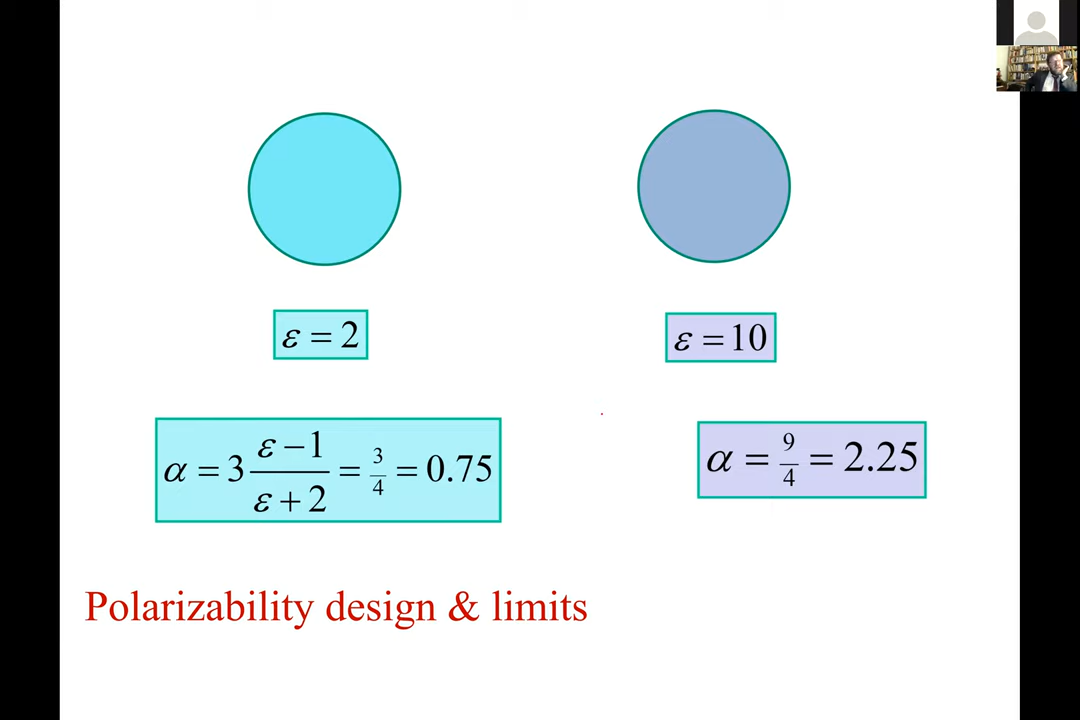 ε = 2
ε = 10
α = 3 (ε − 1)/(ε + 2) = 3/4 = 0.75
α = 9/4 = 2.25
Polarizability design & limits